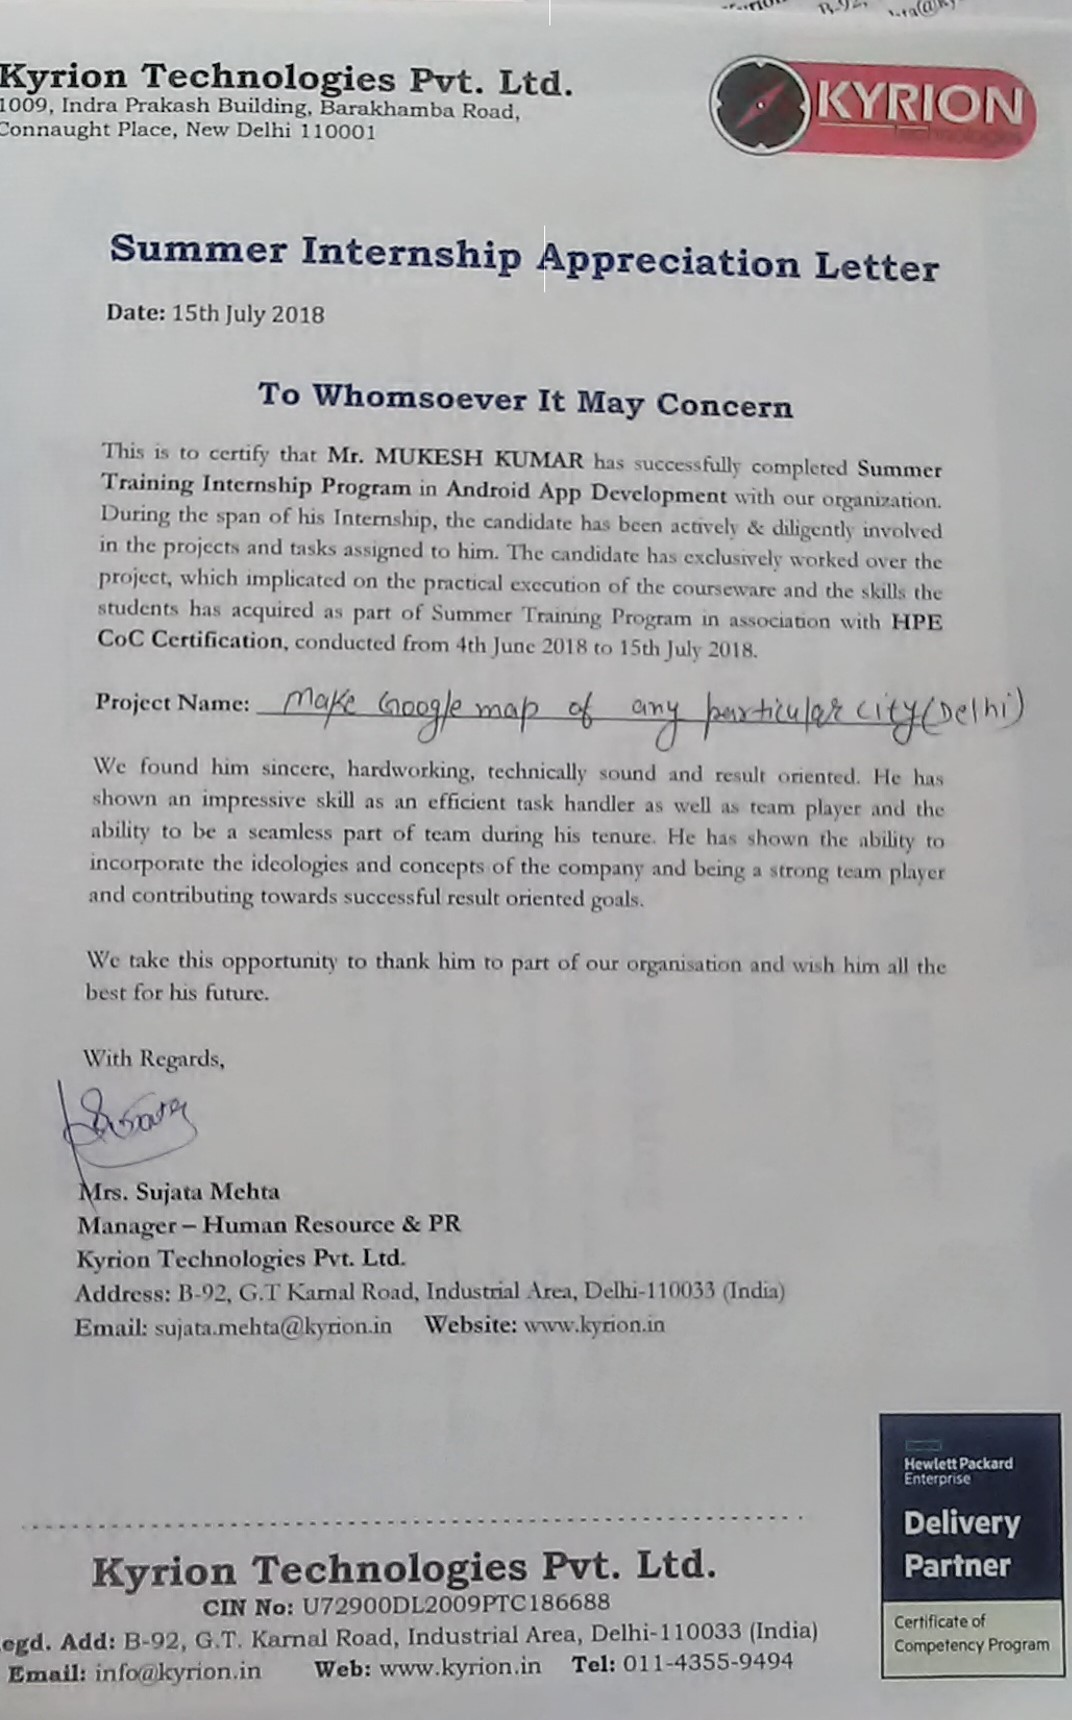 Kyrion Technologies Pvt. Ltd.
1009, Indra Prakash Building, Barakhamba Road,
Connaught Place, New Delhi 110001
KYRION
Technologies
Summer Internship Appreciation Letter
Date: 15th July 2018
To Whomsoever It May Concern
This is to certify that Mr. MUKESH KUMAR has successfully completed Summer
Training Internship Program in Android App Development with our organization.
During the span of his Internship, the candidate has been actively & diligently involved
in the projects and tasks assigned to him. The candidate has exclusively worked over the
project, which implicated on the practical execution of the courseware and the skills the
students has acquired as part of Summer Training Program in association with HPE
CoC Certification, conducted from 4th June 2018 to 15th July 2018.
Project Name: Make Google map of any particular city (Delhi)
We found him sincere, hardworking, technically sound and result oriented. He has
shown an impressive skill as an efficient task handler as well as team player and the
ability to be a seamless part of team during his tenure. He has shown the ability to
incorporate the ideologies and concepts of the company and being a strong team player
and contributing towards successful result oriented goals.
We take this opportunity to thank him to part of our organisation and wish him all the
best for his future.
With Regards,
Mrs. Sujata Mehta
Manager – Human Resource & PR
Kyrion Technologies Pvt. Ltd.
Address: B-92, G.T Karnal Road, Industrial Area, Delhi-110033 (India)
Email: sujata.mehta@kyrion.in Website: www.kyrion.in
Hewlett Packard
Enterprise
Delivery
Partner
Certificate of
Competency Program
Kyrion Technologies Pvt. Ltd.
CIN No: U72900DL2009PTC186688
egd. Add: B-92, G.T. Karnal Road, Industrial Area, Delhi-110033 (India)
Email: info@kyrion.in Web: www.kyrion.in Tel: 011-4355-9494